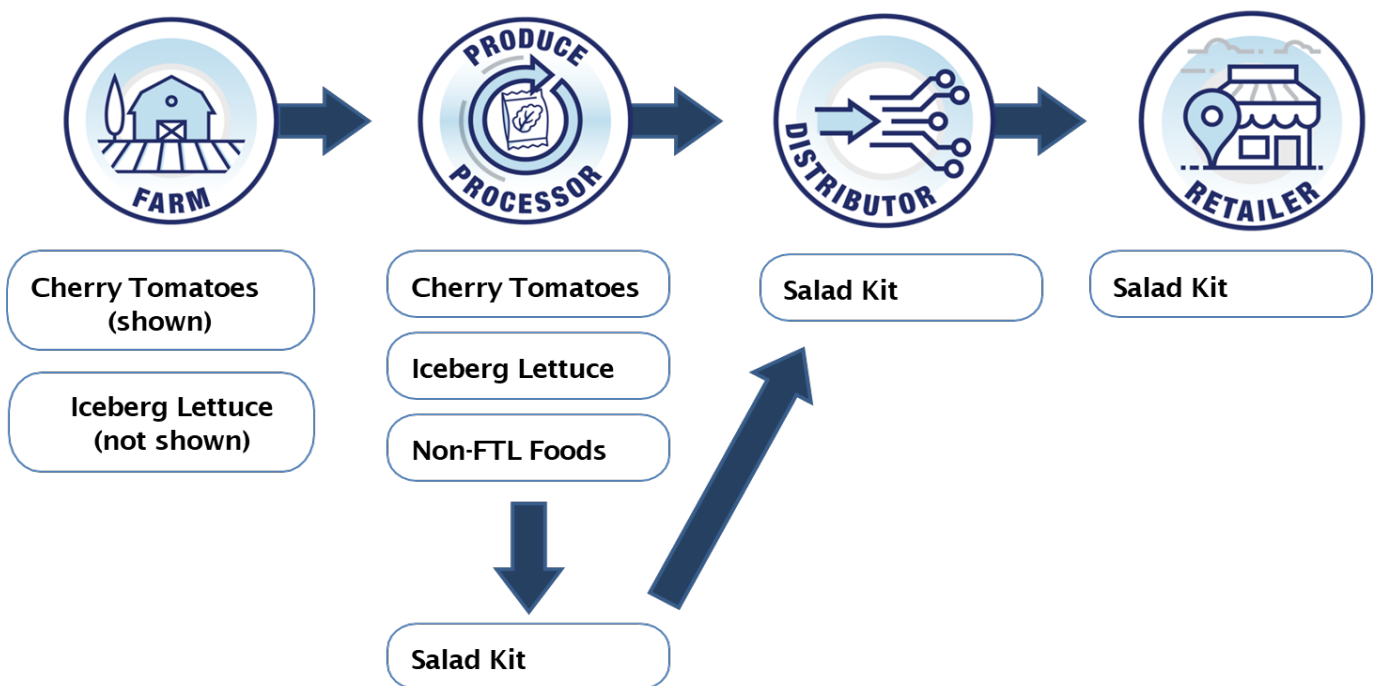 FARM
PRODUCE
PROCESSOR
DISTRIBUTOR
RETAILER
Cherry Tomatoes
(shown)
Iceberg Lettuce
(not shown)
Cherry Tomatoes
Iceberg Lettuce
Non-FTL Foods
Salad Kit
Salad Kit
Salad Kit